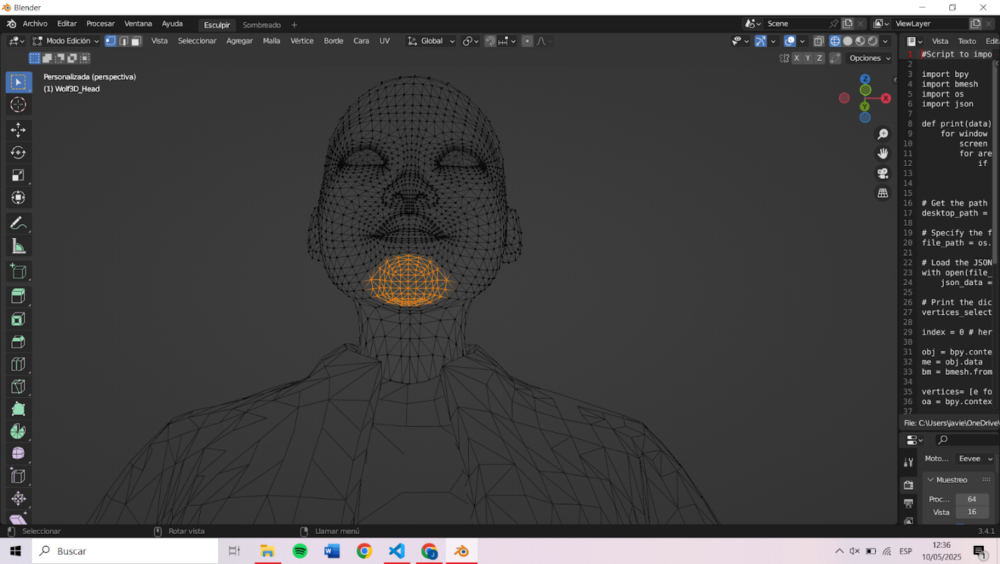 Blender
Archivo Editar Procesar Ventana Ayuda Esculpir Sombreado + Scene ViewLayer
Modo Edición Vista Seleccionar Agregar Malla Vértice Borde Cara UV Global Vista Texto Edit
X Y Z Opciones
Personalizada (perspectiva)
(1) Wolf3D_Head
Z
X
Y
1 #Script to impo
2
3 import bpy
4 import bmesh
5 import os
6 import json
7
8 def print(data)
9 for window
10 screen
11 for are
12 if
13
14
15
16 # Get the path
17 desktop_path =
18
19 # Specify the f
20 file_path = os.
21
22 # Load the JSON
23 with open(file_
24 json_data =
25
26 # Print the dic
27 vertices_select
28
29 index = 0 # her
30
31 obj = bpy.conte
32 me = obj.data
33 bm = bmesh.from
34
35 vertices= [e fo
36 oa = bpy.contex
37
File: C:\Users\javie\OneDrive\
Moto... Eevee
Muestreo
Proc... 64
Vista 16
Seleccionar Rotar vista Llamar menú 3.4.1
Buscar
ESP
12:36
10/05/2025
1